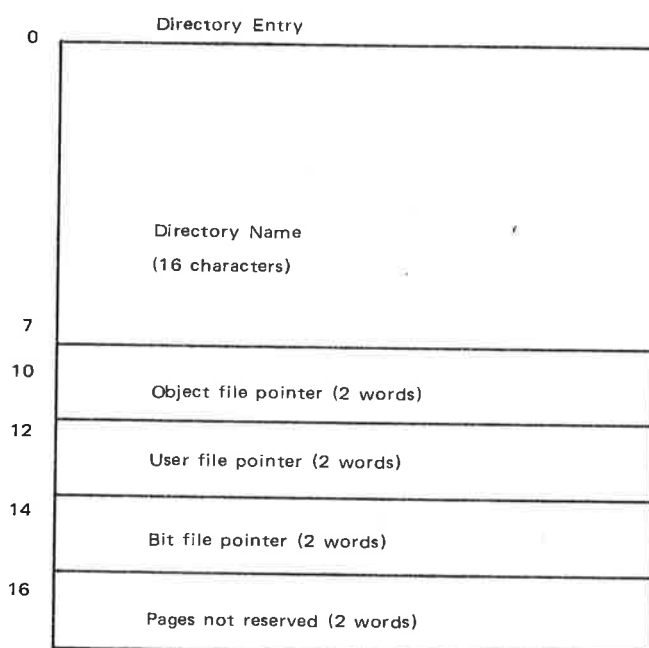 Directory Entry
0
Directory Name
(16 characters)
7
10
Object file pointer (2 words)
12
User file pointer (2 words)
14
Bit file pointer (2 words)
16
Pages not reserved (2 words)